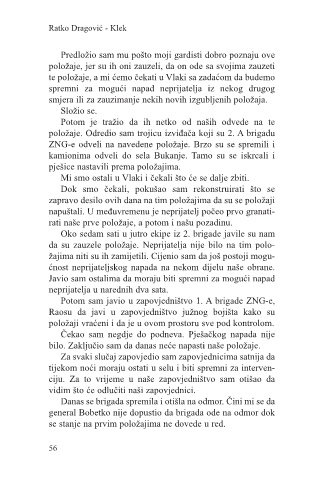 Ratko Dragović - Klek
Predložio sam mu pošto moji gardisti dobro poznaju ove
položaje, jer su ih oni zauzeli, da on ode sa svojima zauzeti
te položaje, a mi ćemo čekati u Vlaki sa zadaćom da budemo
spremni za mogući napad neprijatelja iz nekog drugog
smjera ili za zauzimanje nekih novih izgubljenih položaja.
Složio se.
Potom je tražio da ih netko od naših odvede na te
položaje. Odredio sam trojicu izviđača koji su 2. A brigadu
ZNG-e odveli na navedene položaje. Brzo su se spremili i
kamionima odveli do sela Bukanje. Tamo su se iskrcali i
pješice nastavili prema položajima.
Mi smo ostali u Vlaki i čekali što će se dalje zbiti.
Dok smo čekali, pokušao sam rekonstruirati što se
zapravo desilo ovih dana na tim položajima da su se položaji
napuštali. U međuvremenu je neprijatelj počeo prvo granati-
rati naše prve položaje, a potom i našu pozadinu.
Oko sedam sati u jutro ekipe iz 2. brigade javile su nam
da su zauzele položaje. Neprijatelja nije bilo na tim polo-
žajima niti su ih zamijetili. Cijenio sam da još postoji mogu-
ćnost neprijateljskog napada na nekom dijelu naše obrane.
Javio sam ostalima da moraju biti spremni za mogući napad
neprijatelja u narednih dva sata.
Potom sam javio u zapovjedništvo 1. A brigade ZNG-e,
Raosu da javi u zapovjedništvo južnog bojišta kako su
položaji vraćeni i da je u ovom prostoru sve pod kontrolom.
Čekao sam negdje do podneva. Pješačkog napada nije
bilo. Zaključio sam da danas neće napasti naše položaje.
Za svaki slučaj zapovjedio sam zapovjednicima satnija da
tijekom noći moraju ostati u selu i biti spremni za interven-
ciju. Za to vrijeme u naše zapovjedništvo sam otišao da
vidim što će odlučiti naši zapovjednici.
Danas se brigada spremila i otišla na odmor. Čini mi se da
general Bobetko nije dopustio da brigada ode na odmor dok
se stanje na prvim položajima ne dovede u red.
56